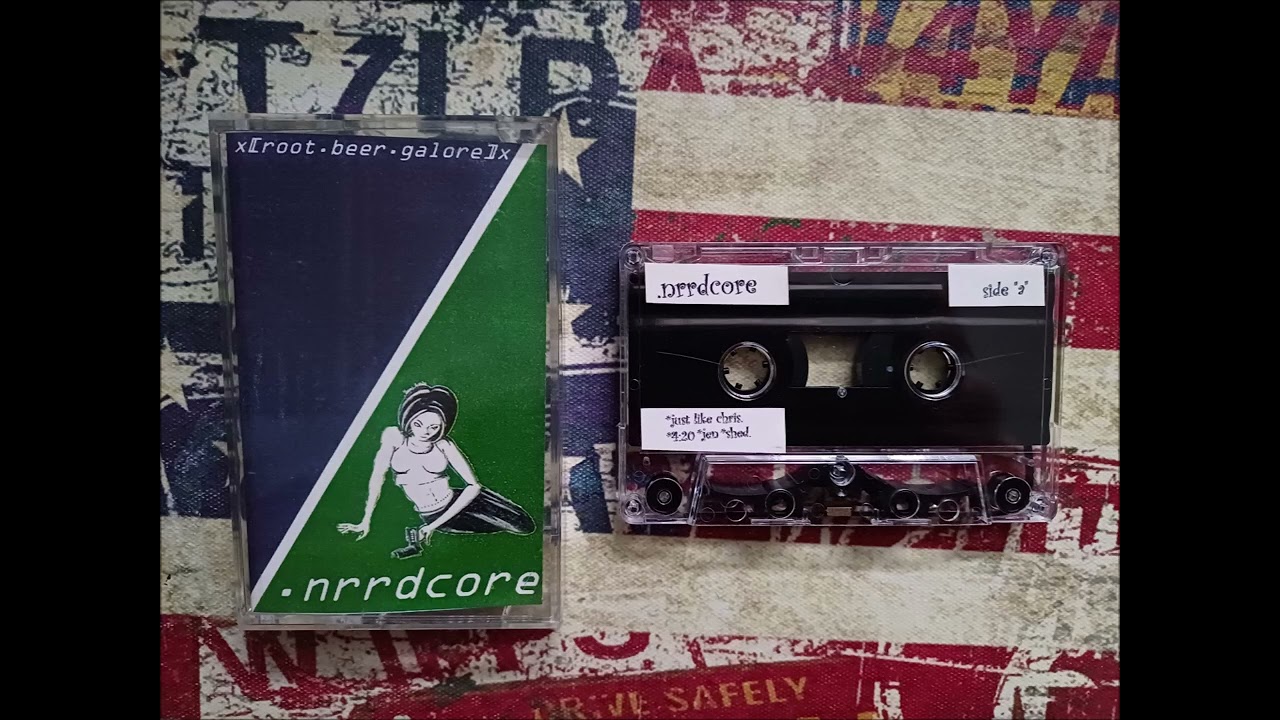 x[[root.beer.galore]]x
.nrrdcore
.nrrdcore
side "a"
*just like chris.
*4:20 *jen *shed.
DRIVE SAFELY